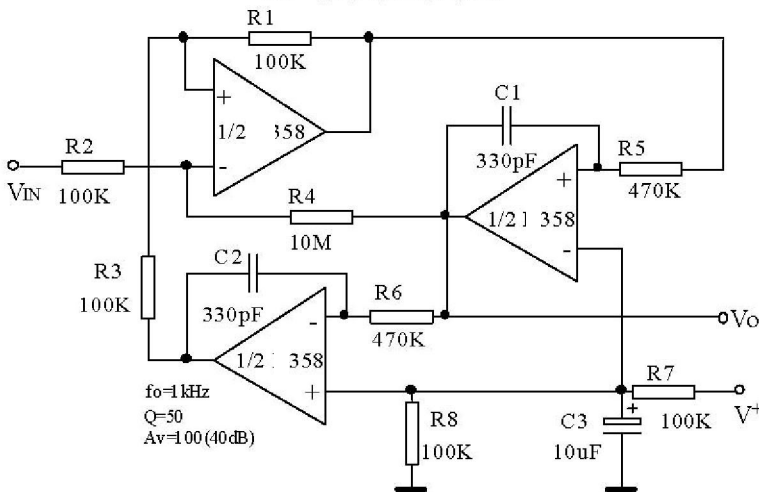 R1
100K
C1
+
1/2 358
-
R2
VIN
100K
330pF
R5
470K
+
1/2 358
-
R4
10M
R3
100K
C2
330pF
-
R6
470K
Vo
1/2 358
+
R7
100K
V+
fo=1kHz
Q=50
Av=100(40dB)
R8
100K
C3
+
10uF